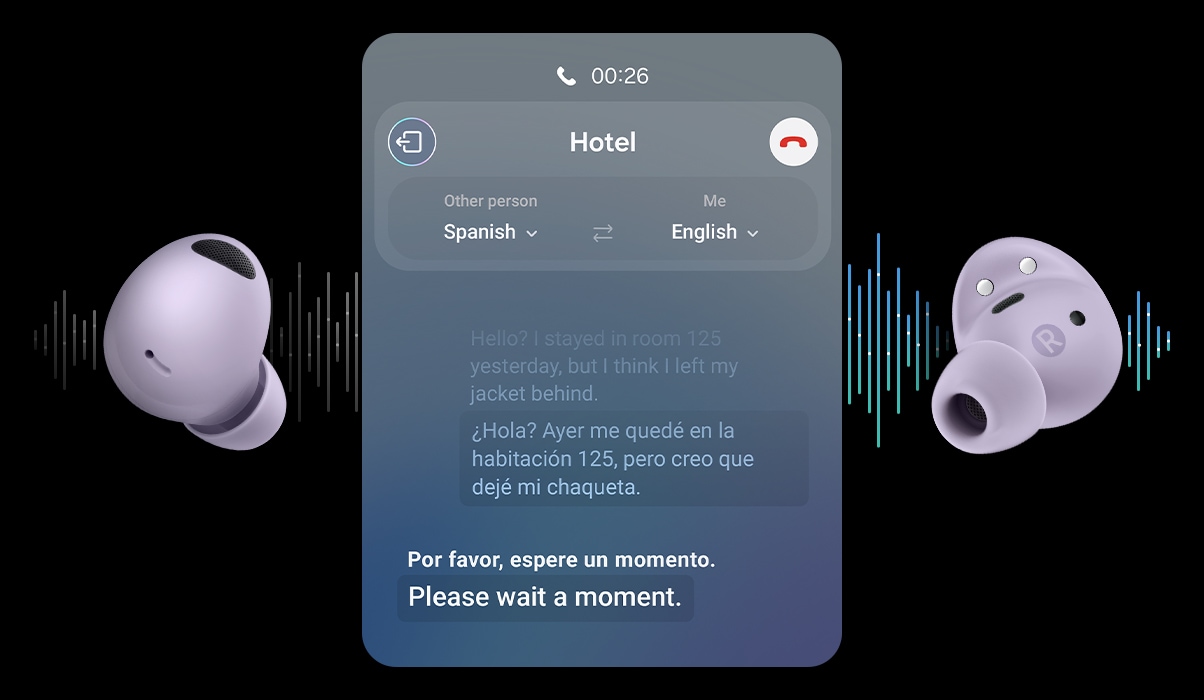 00:26
Hotel
Other person
Me
Spanish
English
Hello? I stayed in room 125
yesterday, but I think I left my
jacket behind.
¿Hola? Ayer me quedé en la
habitación 125, pero creo que
dejé mi chaqueta.
Por favor, espere un momento.
Please wait a moment.
R